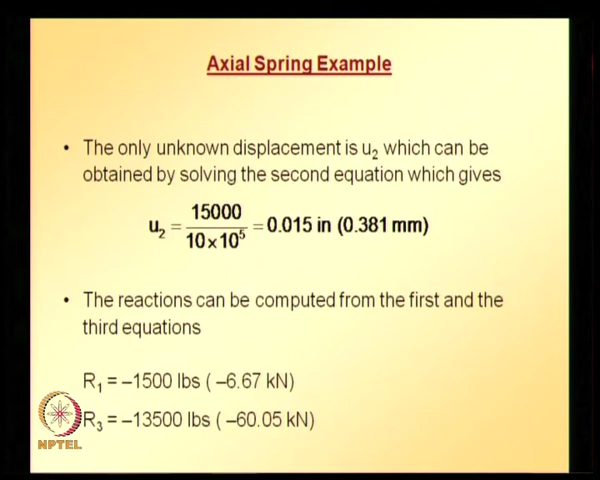 Axial Spring Example
• The only unknown displacement is u₂ which can be
obtained by solving the second equation which gives
u₂ = 15000 / 10×10⁵ = 0.015 in (0.381 mm)
• The reactions can be computed from the first and the
third equations
R₁ = –1500 lbs ( –6.67 kN)
R₃ = –13500 lbs ( –60.05 kN)
NPTEL